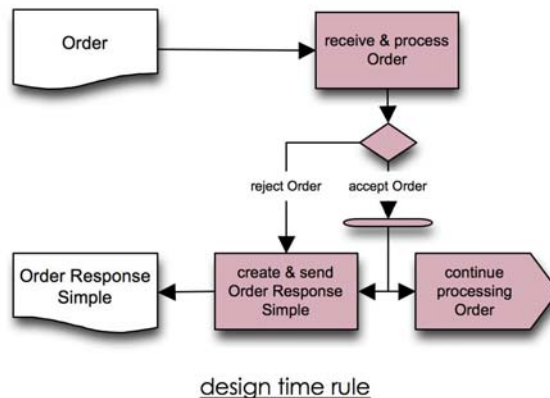 Order
receive & process
Order
reject Order
accept Order
Order Response
Simple
create & send
Order Response
Simple
continue
processing
Order
design time rule